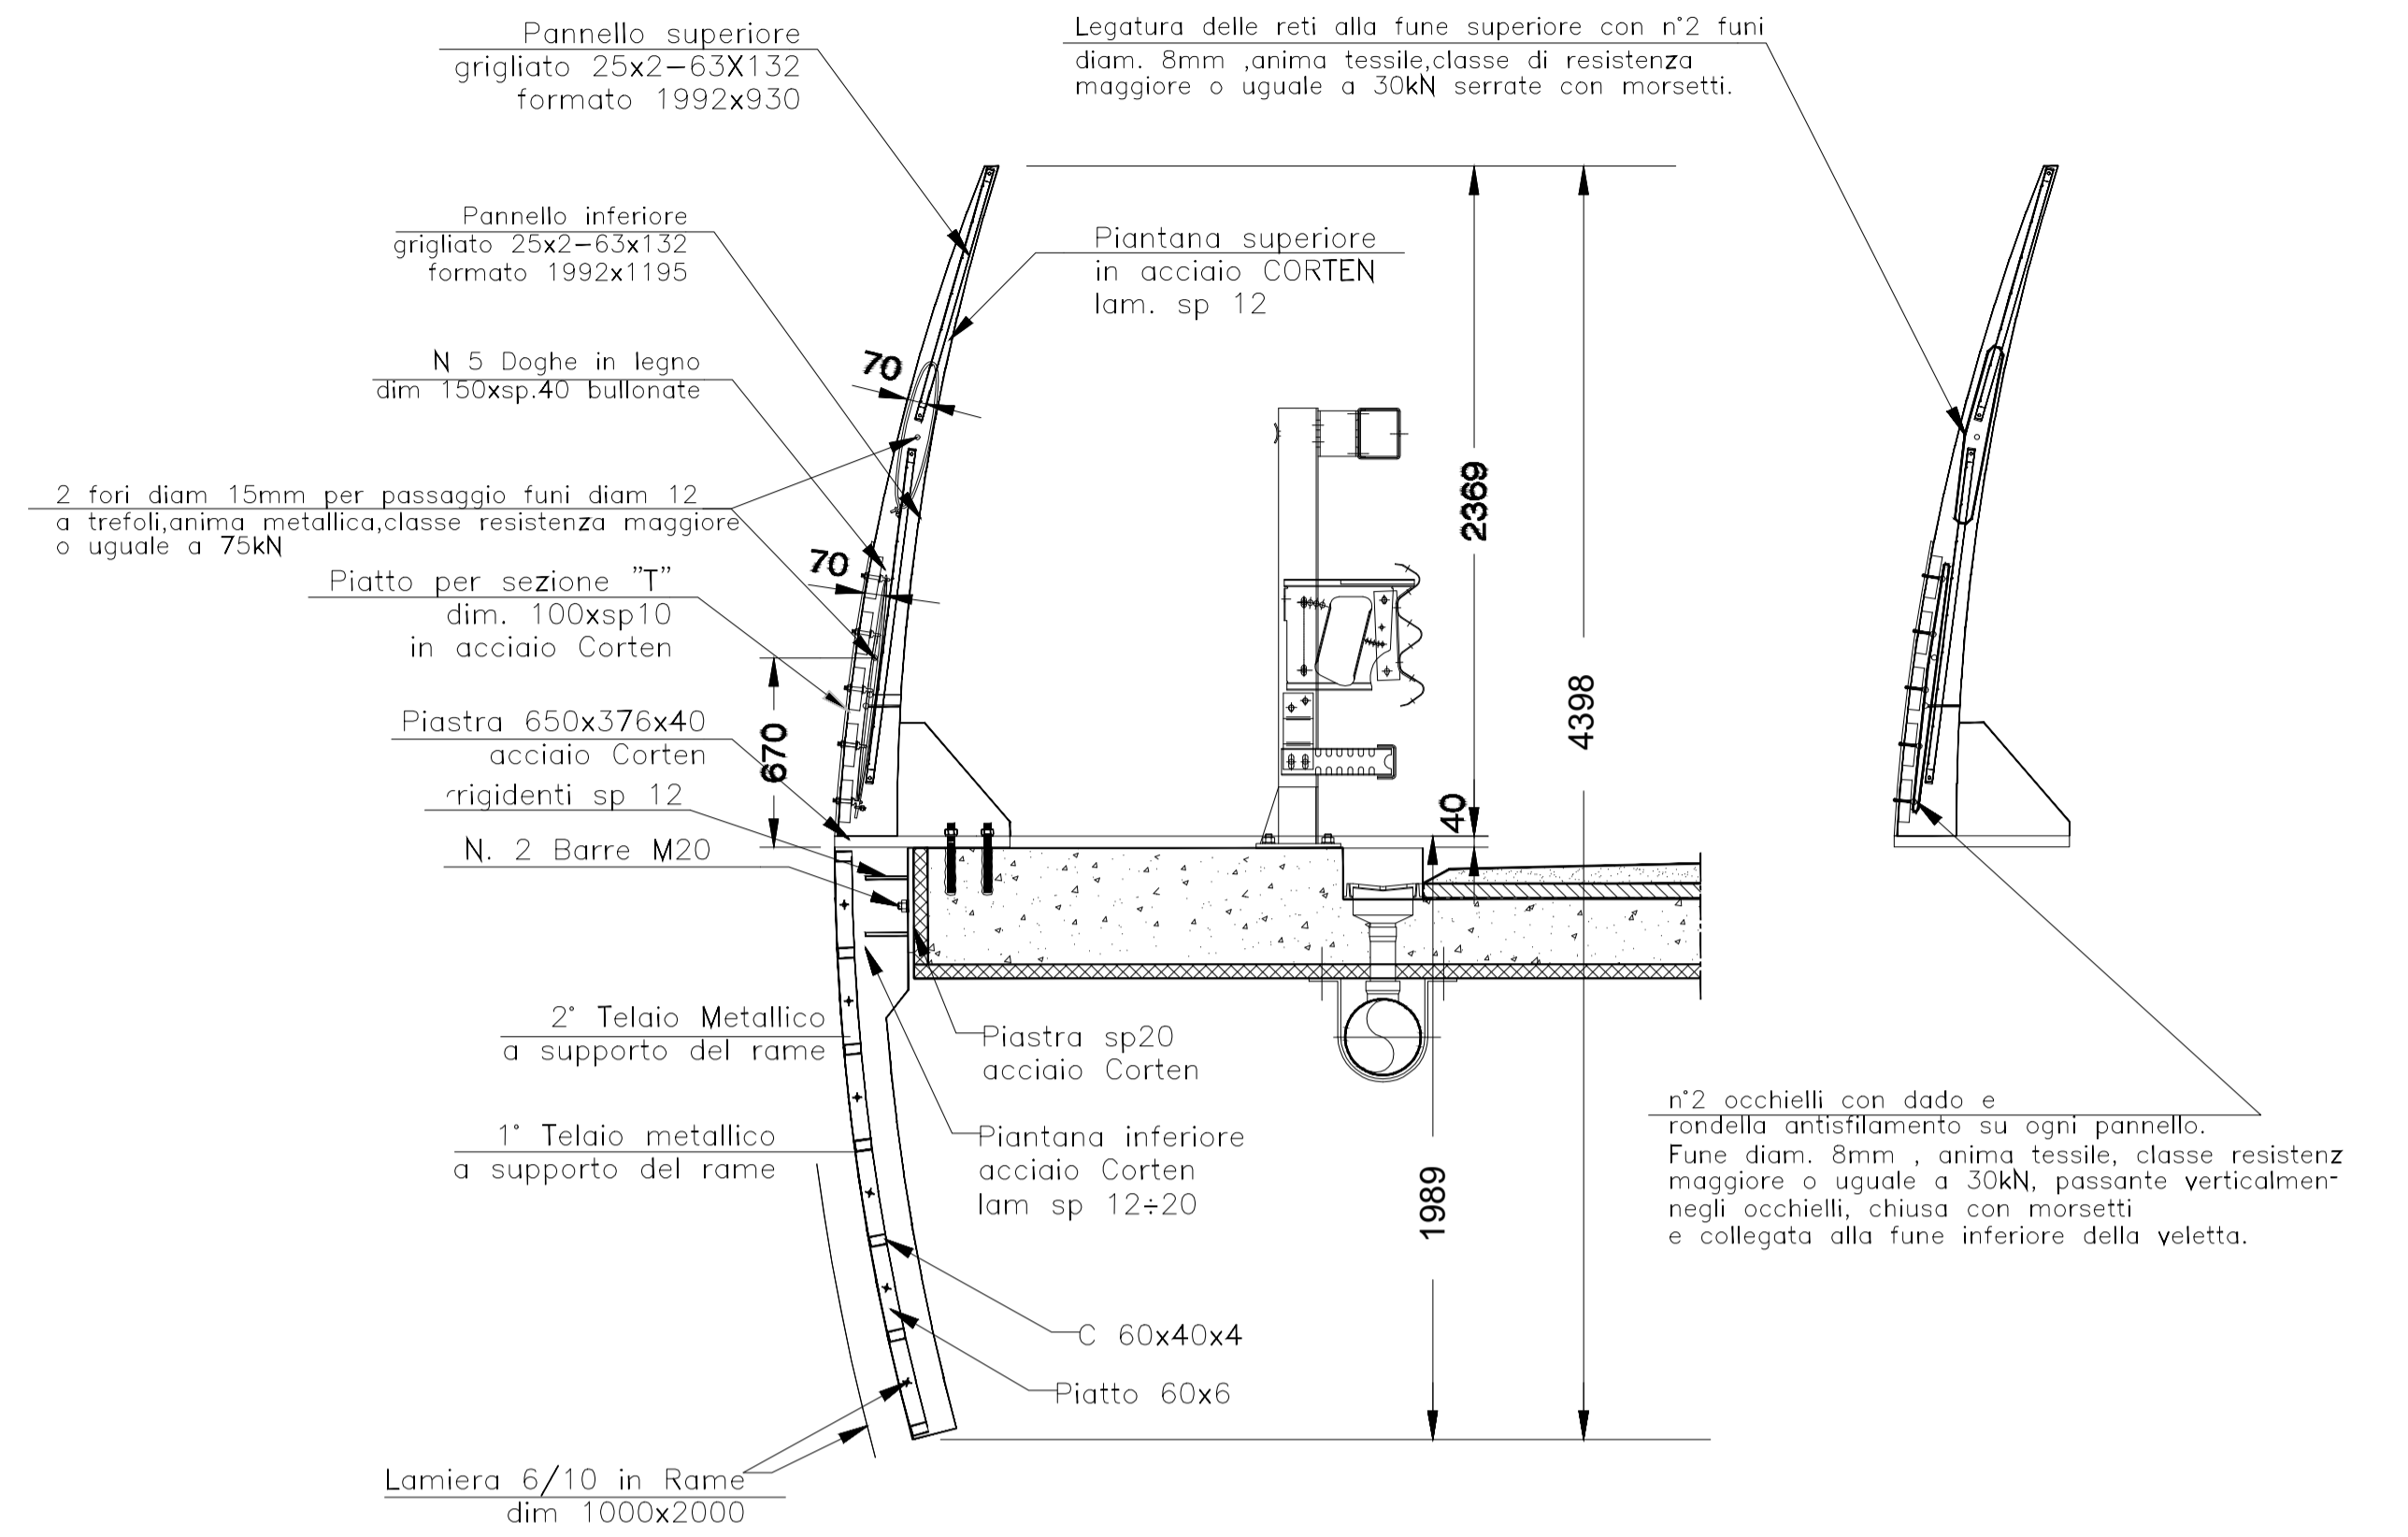 Pannello superiore
grigliato 25x2-63X132
formato 1992x930
Legatura delle reti alla fune superiore con n°2 funi
diam. 8mm ,anima tessile,classe di resistenza
maggiore o uguale a 30kN serrate con morsetti.
Pannello inferiore
grigliato 25x2-63x132
formato 1992x1195
Piantana superiore
in acciaio CORTEN
lam. sp 12
N 5 Doghe in legno
dim 150xsp.40 bullonate
70
2 fori diam 15mm per passaggio funi diam 12
a trefoli,anima metallica,classe resistenza maggiore
o uguale a 75kN
70
2369
Piatto per sezione "T"
dim. 100xsp10
in acciaio Corten
4398
Piastra 650x376x40
acciaio Corten
670
rrigidenti sp 12
40
N. 2 Barre M20
2° Telaio Metallico
a supporto del rame
Piastra sp20
acciaio Corten
1° Telaio metallico
a supporto del rame
Piantana inferiore
acciaio Corten
lam sp 12÷20
1989
n°2 occhielli con dado e
rondella antisfilamento su ogni pannello.
Fune diam. 8mm , anima tessile, classe resistenz
maggiore o uguale a 30kN, passante verticalmen-
negli occhielli, chiusa con morsetti
e collegata alla fune inferiore della veletta.
C 60x40x4
Piatto 60x6
Lamiera 6/10 in Rame
dim 1000x2000